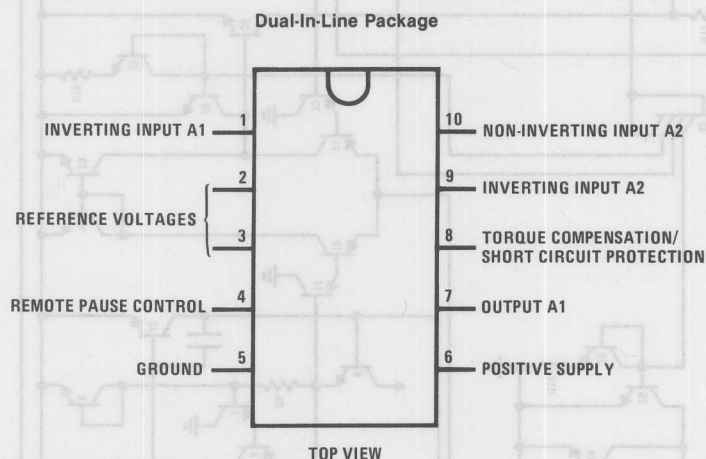 Dual-In-Line Package
INVERTING INPUT A1
1
2
REFERENCE VOLTAGES
3
REMOTE PAUSE CONTROL
4
GROUND
5
10
NON-INVERTING INPUT A2
9
INVERTING INPUT A2
8
TORQUE COMPENSATION/
SHORT CIRCUIT PROTECTION
7
OUTPUT A1
6
POSITIVE SUPPLY
TOP VIEW